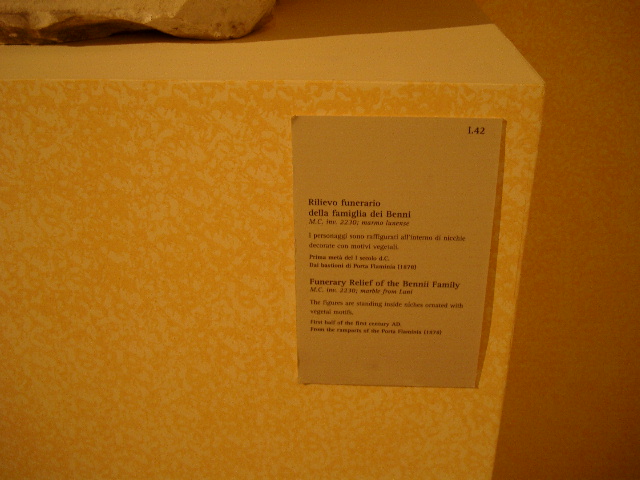 I.42
Rilievo funerario
della famiglia dei Benni
M.C. inv. 2230; marmo lunense
I personaggi sono raffigurati all'interno di nicchie
decorate con motivi vegetali.
Prima metà del I secolo d.C.
Dai bastioni di Porta Flaminia (1878)
Funerary Relief of the Bennii Family
M.C. inv. 2230; marble from Luni
The figures are standing inside niches ornated with
vegetal motifs.
First half of the first century AD
From the ramparts of the Porta Flaminia (1878)